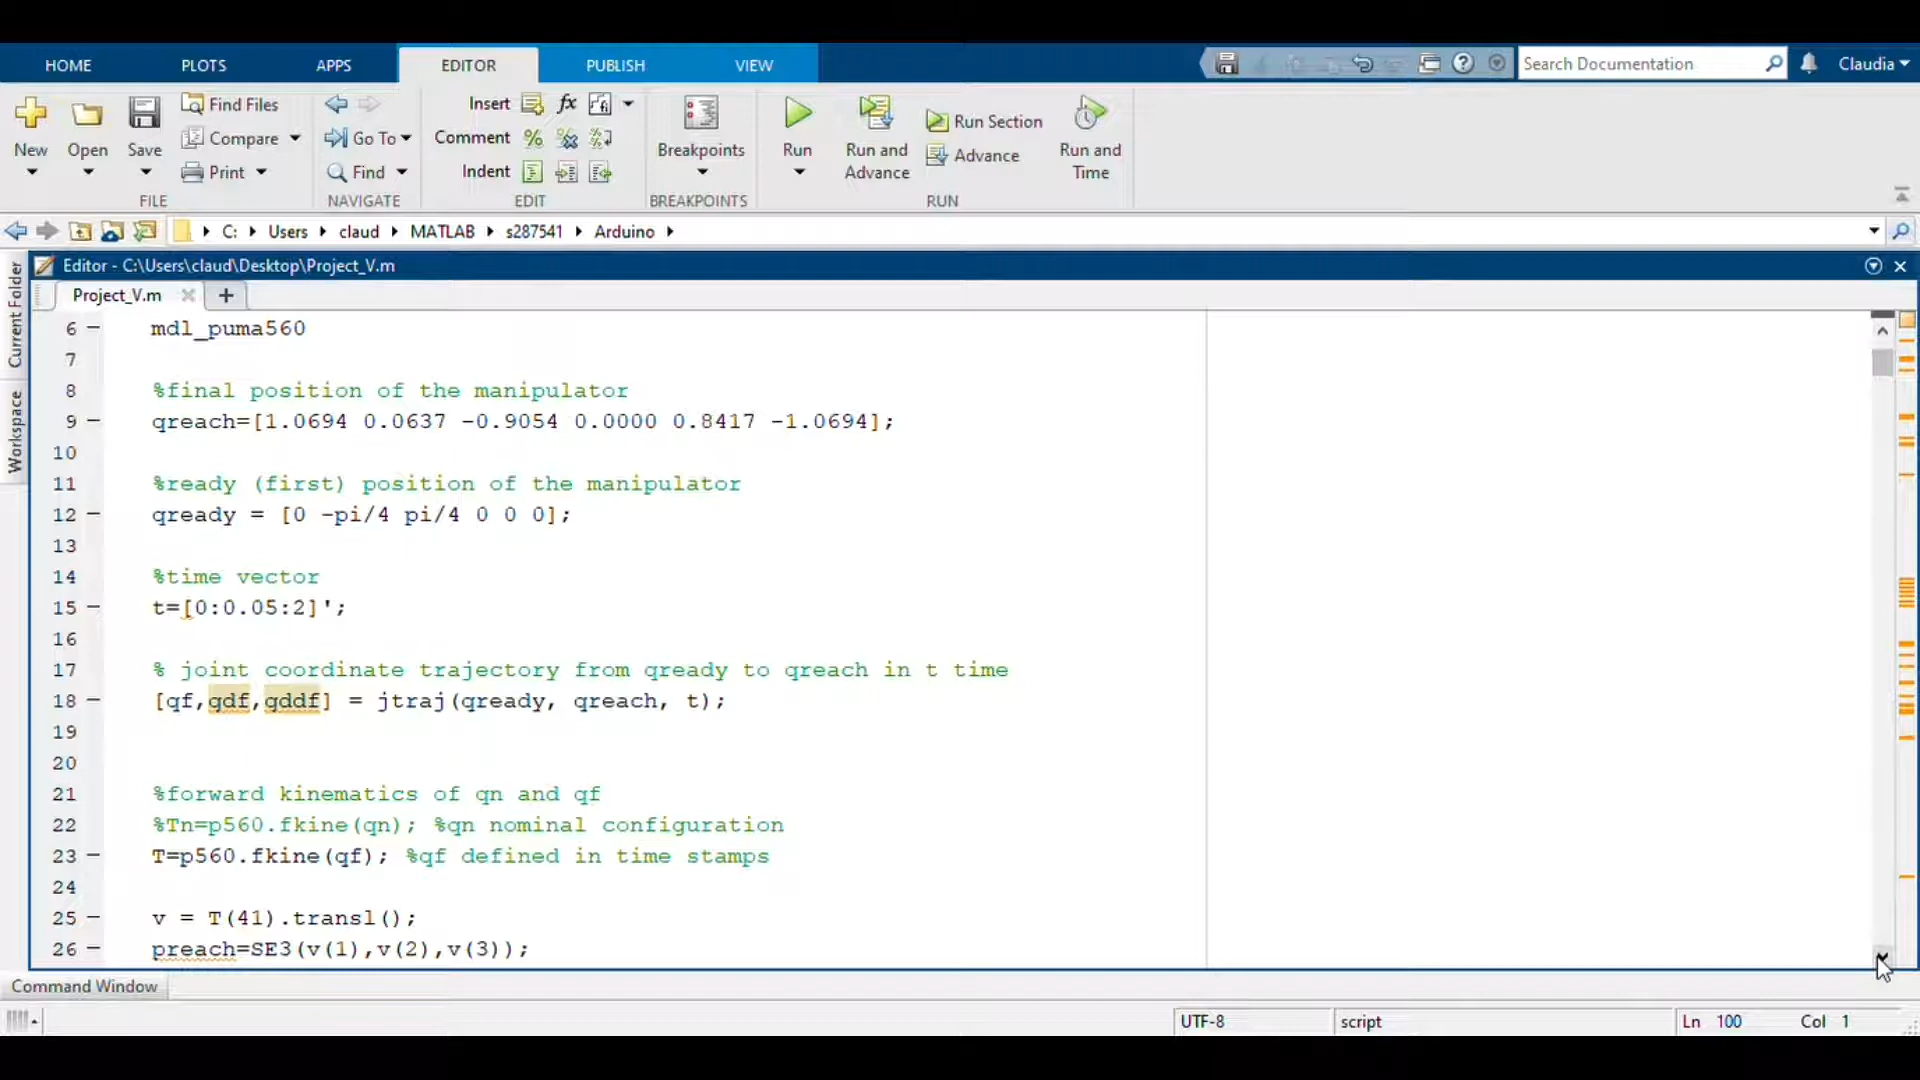 HOME PLOTS APPS EDITOR PUBLISH VIEW Search Documentation Claudia
New Open Save Find Files Compare Print Go To Find Insert fx Comment Indent Breakpoints Run Run and Advance Run Section Advance Run and Time
FILE NAVIGATE EDIT BREAKPOINTS RUN
C: Users claud MATLAB s287541 Arduino
Current Folder
Workspace
Editor - C:\Users\claud\Desktop\Project_V.m
Project_V.m
6 mdl_puma560
7
8 %final position of the manipulator
9 qreach=[1.0694 0.0637 -0.9054 0.0000 0.8417 -1.0694];
10
11 %ready (first) position of the manipulator
12 qready = [0 -pi/4 pi/4 0 0 0];
13
14 %time vector
15 t=[0:0.05:2]';
16
17 % joint coordinate trajectory from qready to qreach in t time
18 [qf,qdf,qddf] = jtraj(qready, qreach, t);
19
20
21 %forward kinematics of qn and qf
22 %Tn=p560.fkine(qn); %qn nominal configuration
23 T=p560.fkine(qf); %qf defined in time stamps
24
25 v = T(41).transl();
26 preach=SE3(v(1),v(2),v(3));
Command Window
UTF-8 script Ln 100 Col 1